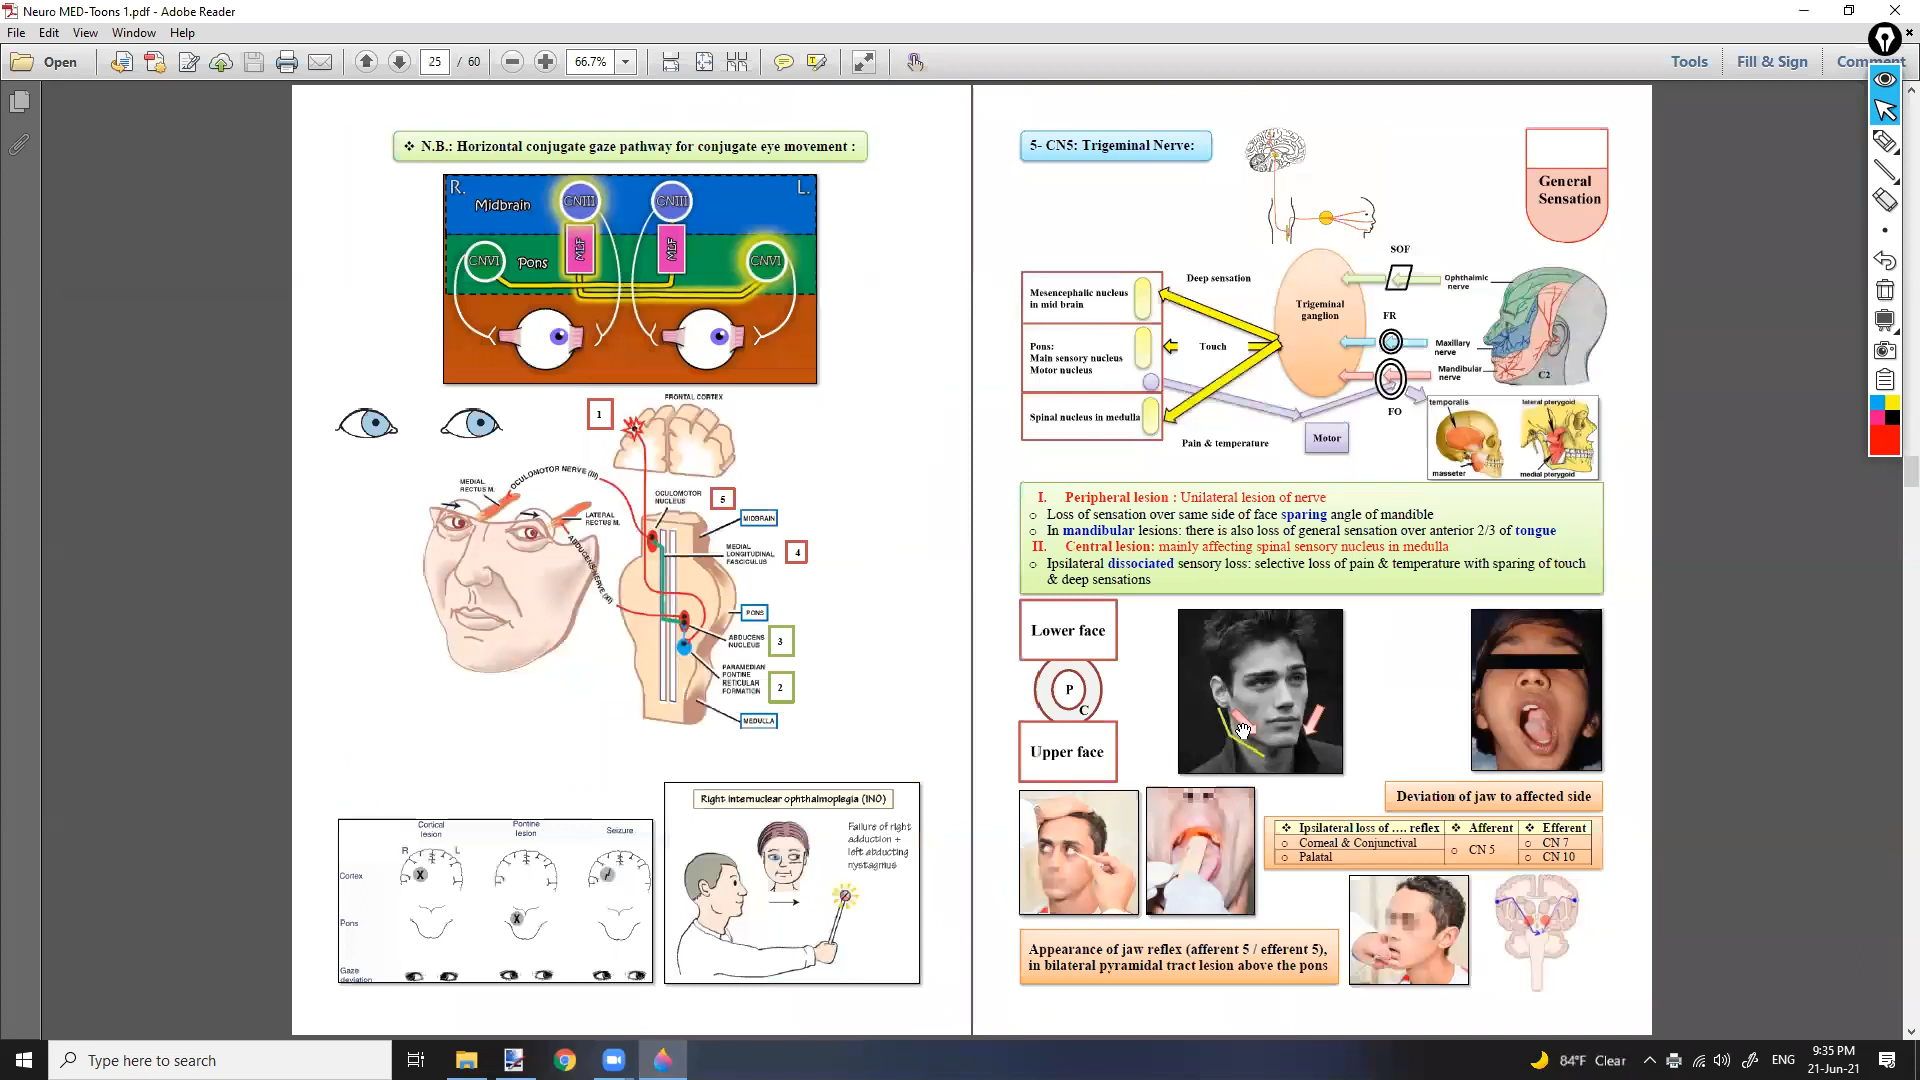 Neuro MED-Toons 1.pdf - Adobe Reader
File Edit View Window Help
Open
25 / 60
66.7%
Tools
Fill & Sign
Comment
❖ N.B.: Horizontal conjugate gaze pathway for conjugate eye movement :
R.
L.
Midbrain
CNIII
CNIII
MLF
MLF
CNVI
Pons
CNVI
1
FRONTAL CORTEX
OCULOMOTOR NERVE (III)
MEDIAL
RECTUS M.
LATERAL
RECTUS M.
ABDUCENS NERVE (VI)
OCULOMOTOR
NUCLEUS
5
MIDBRAIN
MEDIAL
LONGITUDINAL
FASCICULUS
4
PONS
ABDUCENS
NUCLEUS
3
PARAMEDIAN
PONTINE
RETICULAR
FORMATION
2
MEDULLA
Cortical
lesion
Pontine
lesion
Seizure
R
L
Cortex
X
Pons
X
Gaze
deviation
Right internuclear ophthalmoplegia (INO)
Failure of right
adduction +
left abducting
nystagmus
5- CN5: Trigeminal Nerve:
General
Sensation
Mesencephalic nucleus
in mid brain
Pons:
Main sensory nucleus
Motor nucleus
Spinal nucleus in medulla
Deep sensation
Touch
Pain & temperature
Trigeminal
ganglion
Motor
SOF
Ophthalmic
nerve
FR
Maxillary
nerve
Mandibular
nerve
FO
C2
temporalis
masseter
lateral pterygoid
medial pterygoid
I. Peripheral lesion : Unilateral lesion of nerve
o Loss of sensation over same side of face sparing angle of mandible
o In mandibular lesions: there is also loss of general sensation over anterior 2/3 of tongue
II. Central lesion: mainly affecting spinal sensory nucleus in medulla
o Ipsilateral dissociated sensory loss: selective loss of pain & temperature with sparing of touch
& deep sensations
Lower face
P
C
Upper face
Deviation of jaw to affected side
❖ Ipsilateral loss of .... reflex ❖ Afferent ❖ Efferent
o Corneal & Conjunctival o CN 5 o CN 7
o Palatal o CN 10
Appearance of jaw reflex (afferent 5 / efferent 5),
in bilateral pyramidal tract lesion above the pons
Type here to search
84°F Clear
ENG
9:35 PM
21-Jun-21